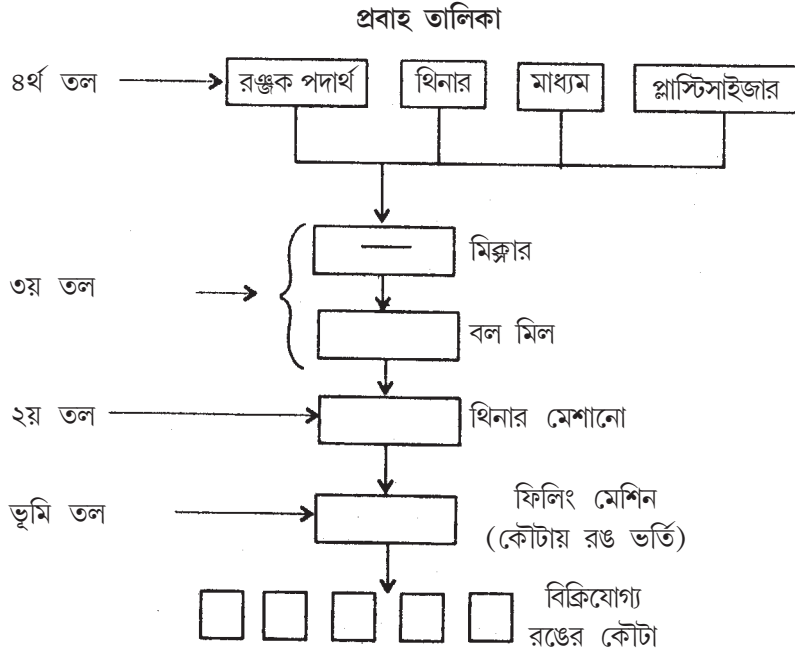 প্রবাহ তালিকা
৪র্থ তল
রঞ্জক পদার্থ
থিনার
মাধ্যম
প্লাস্টিসাইজার
মিক্সার
৩য় তল
বল মিল
২য় তল
থিনার মেশানো
ভূমি তল
ফিলিং মেশিন
(কৌটায় রঙ ভর্তি)
বিক্রিযোগ্য
রঙের কৌটা